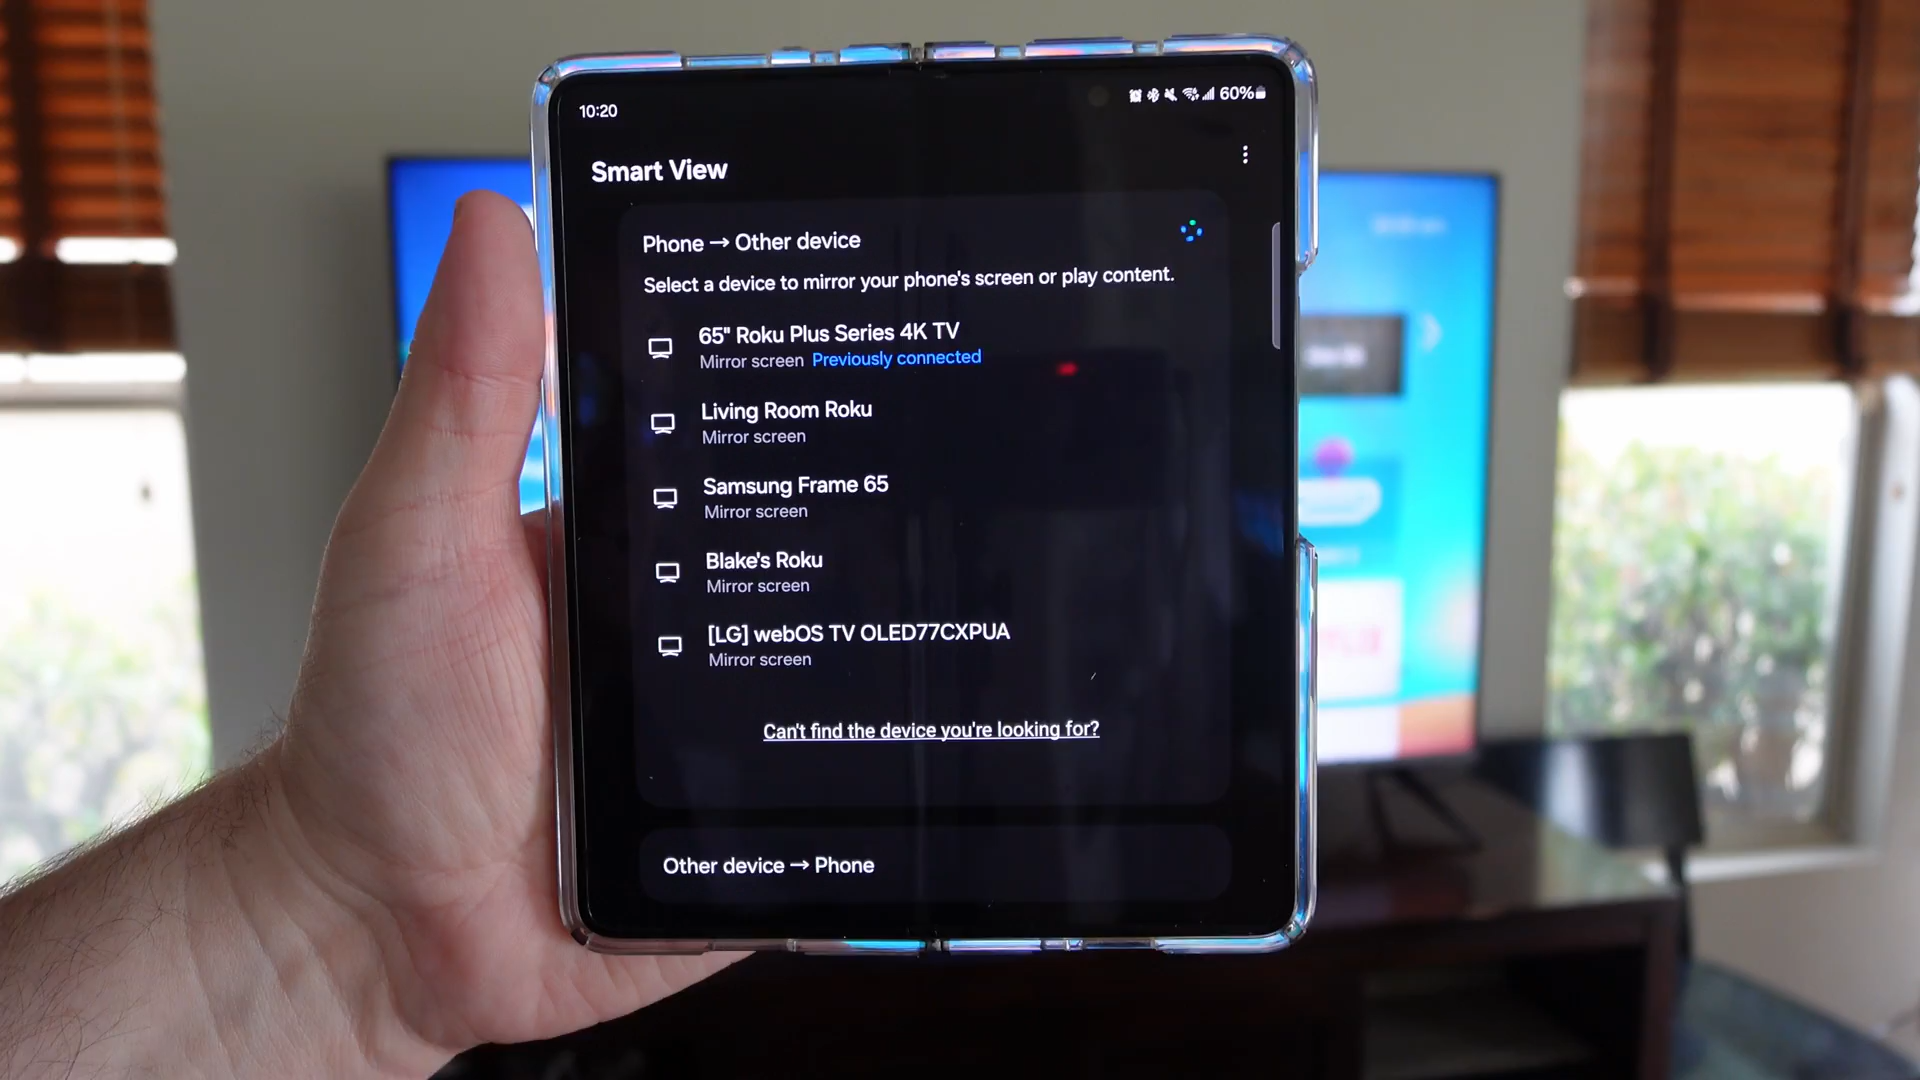 10:20
60%
Smart View
Phone → Other device
Select a device to mirror your phone's screen or play content.
65" Roku Plus Series 4K TV
Mirror screen Previously connected
Living Room Roku
Mirror screen
Samsung Frame 65
Mirror screen
Blake's Roku
Mirror screen
[LG] webOS TV OLED77CXPUA
Mirror screen
Can't find the device you're looking for?
Other device → Phone